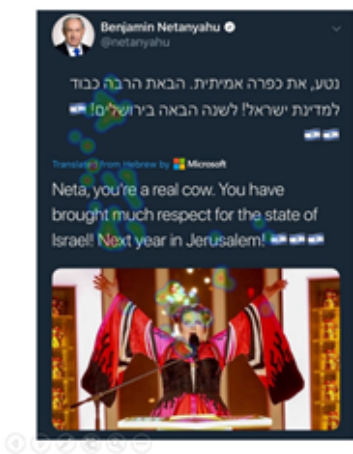 Benjamin Netanyahu
@netanyahu
נטע, את כפרה אמיתית. הבאת הרבה כבוד
למדינת ישראל! לשנה הבאה בירושלים! 🇮🇱
🇮🇱🇮🇱
Translated from Hebrew by Microsoft
Neta, you're a real cow. You have
brought much respect for the state of
Israel! Next year in Jerusalem! 🇮🇱🇮🇱🇮🇱